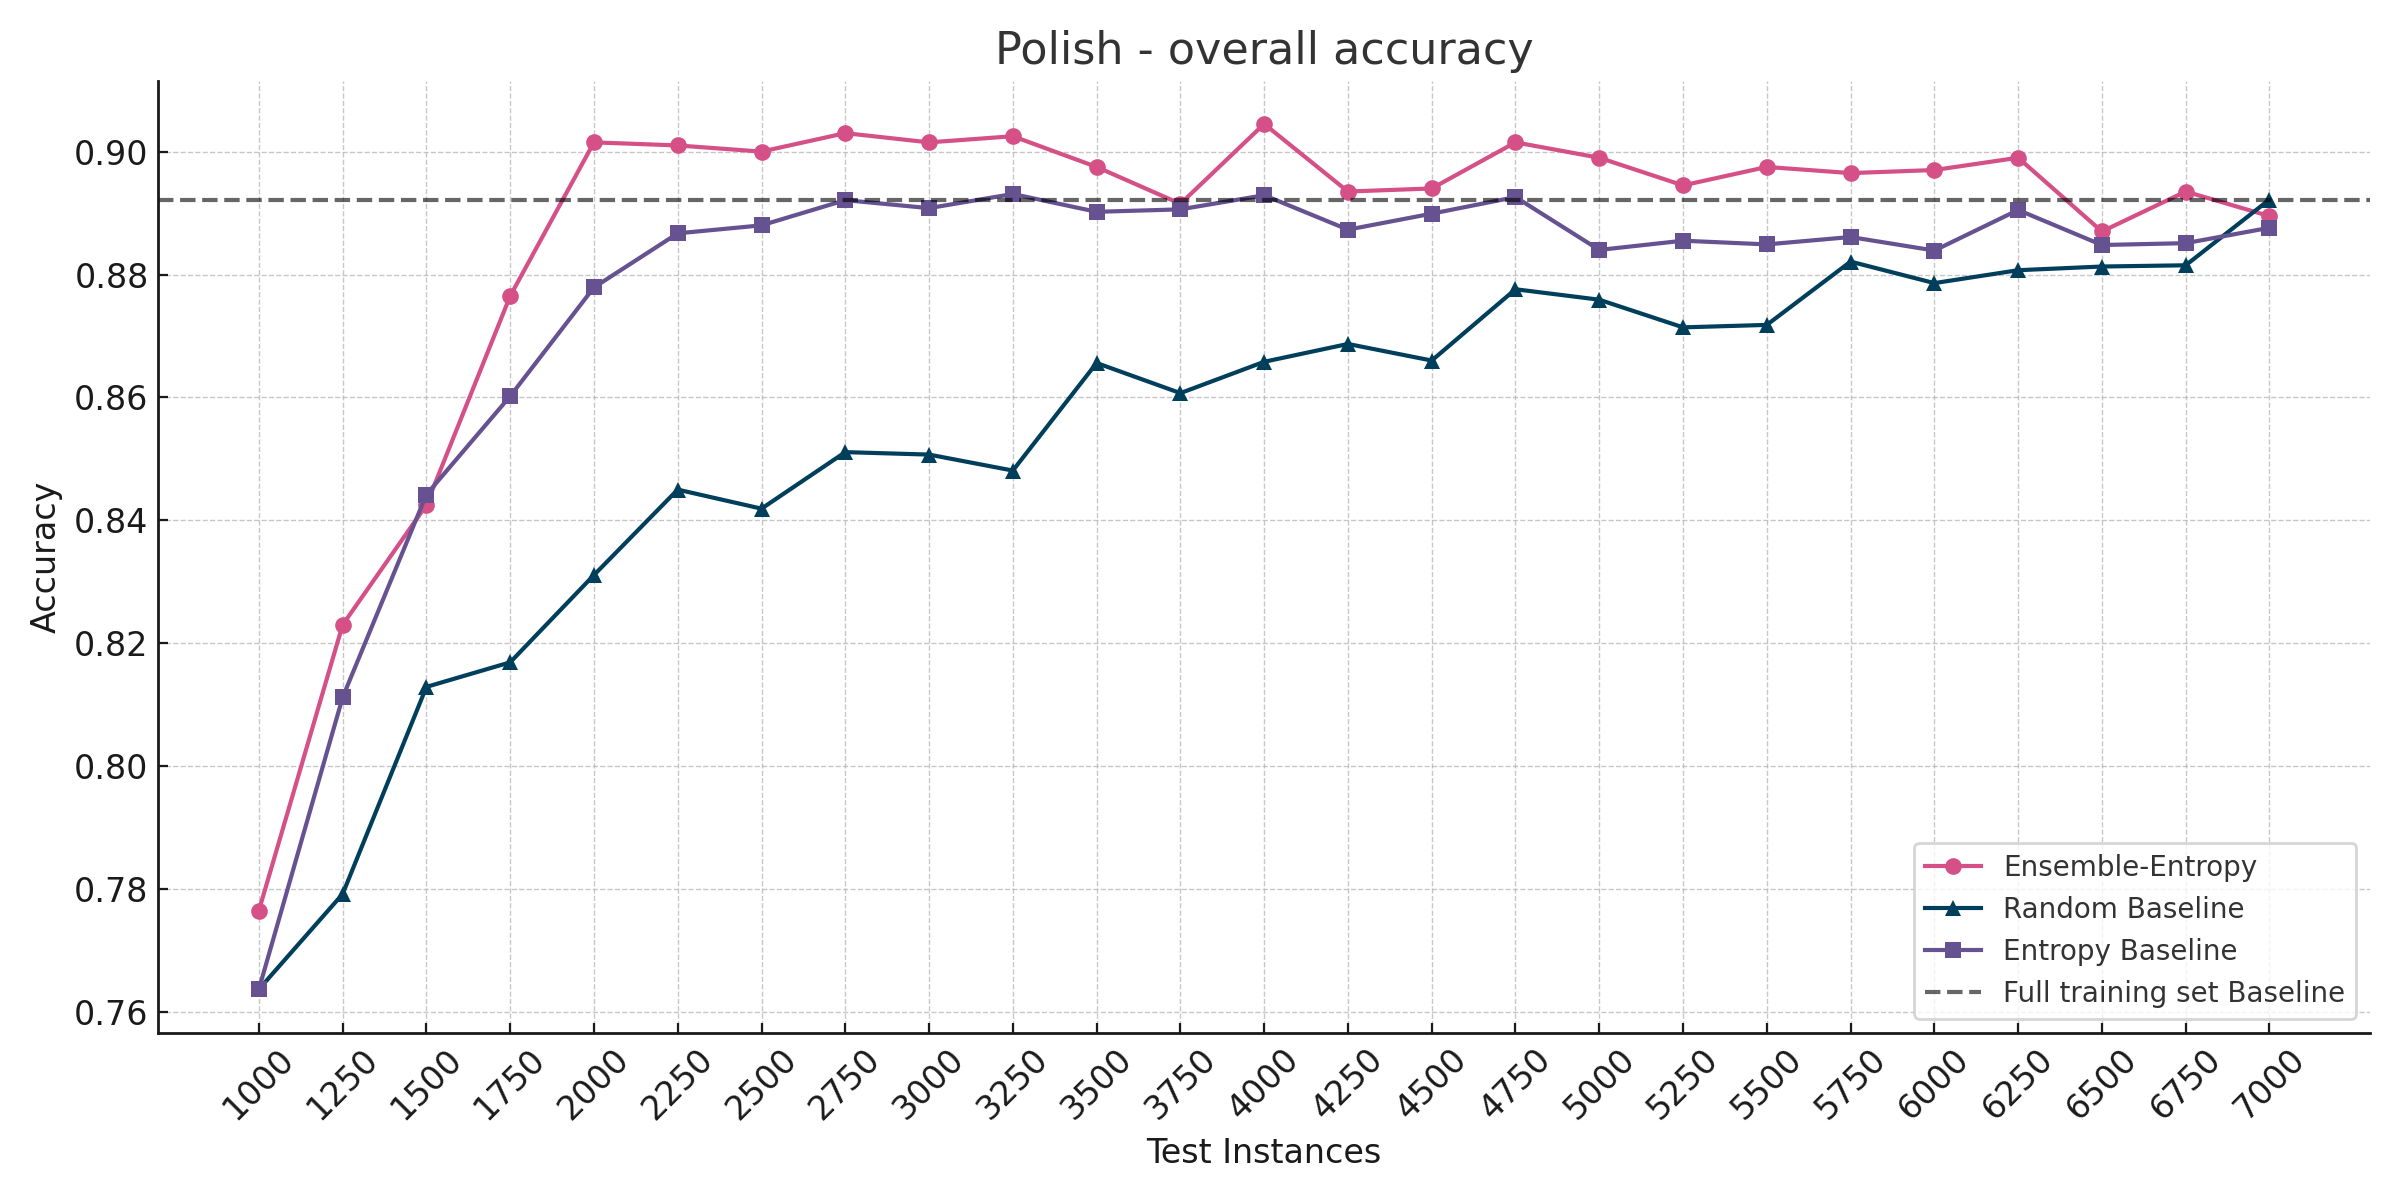 Polish - overall accuracy
Accuracy
0.90
0.88
0.86
0.84
0.82
0.80
0.78
0.76
1000 1250 1500 1750 2000 2250 2500 2750 3000 3250 3500 3750 4000 4250 4500 4750 5000 5250 5500 5750 6000 6250 6500 6750 7000
Test Instances
Ensemble-Entropy
Random Baseline
Entropy Baseline
Full training set Baseline